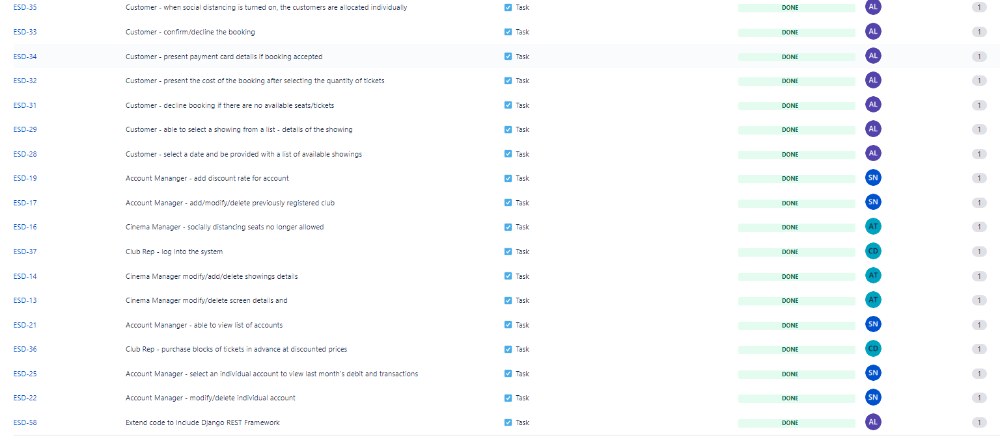 ESD-35 Customer - when social distancing is turned on, the customers are allocated individually Task DONE AL 1
ESD-33 Customer - confirm/decline the booking Task DONE AL 1
ESD-34 Customer - present payment card details if booking accepted Task DONE AL 1
ESD-32 Customer - present the cost of the booking after selecting the quantity of tickets Task DONE AL 1
ESD-31 Customer - decline booking if there are no available seats/tickets Task DONE AL 1
ESD-29 Customer - able to select a showing from a list - details of the showing Task DONE AL 1
ESD-28 Customer - select a date and be provided with a list of available showings Task DONE AL 1
ESD-19 Account Mananger - add discount rate for account Task DONE SN 1
ESD-17 Account Manager - add/modify/delete previously registered club Task DONE SN 1
ESD-16 Cinema Manager - socially distancing seats no longer allowed Task DONE AT 1
ESD-37 Club Rep - log into the system Task DONE CD 1
ESD-14 Cinema Manager modify/add/delete showings details Task DONE AT 1
ESD-13 Cinema Manager modify/delete screen details and Task DONE AT 1
ESD-21 Account Mananger - able to view list of accounts Task DONE SN 1
ESD-36 Club Rep - purchase blocks of tickets in advance at discounted prices Task DONE CD 1
ESD-25 Account Manager - select an individual account to view last month's debit and transactions Task DONE SN 1
ESD-22 Account Manager - modify/delete individual account Task DONE SN 1
ESD-58 Extend code to include Django REST Framework Task DONE AL 1